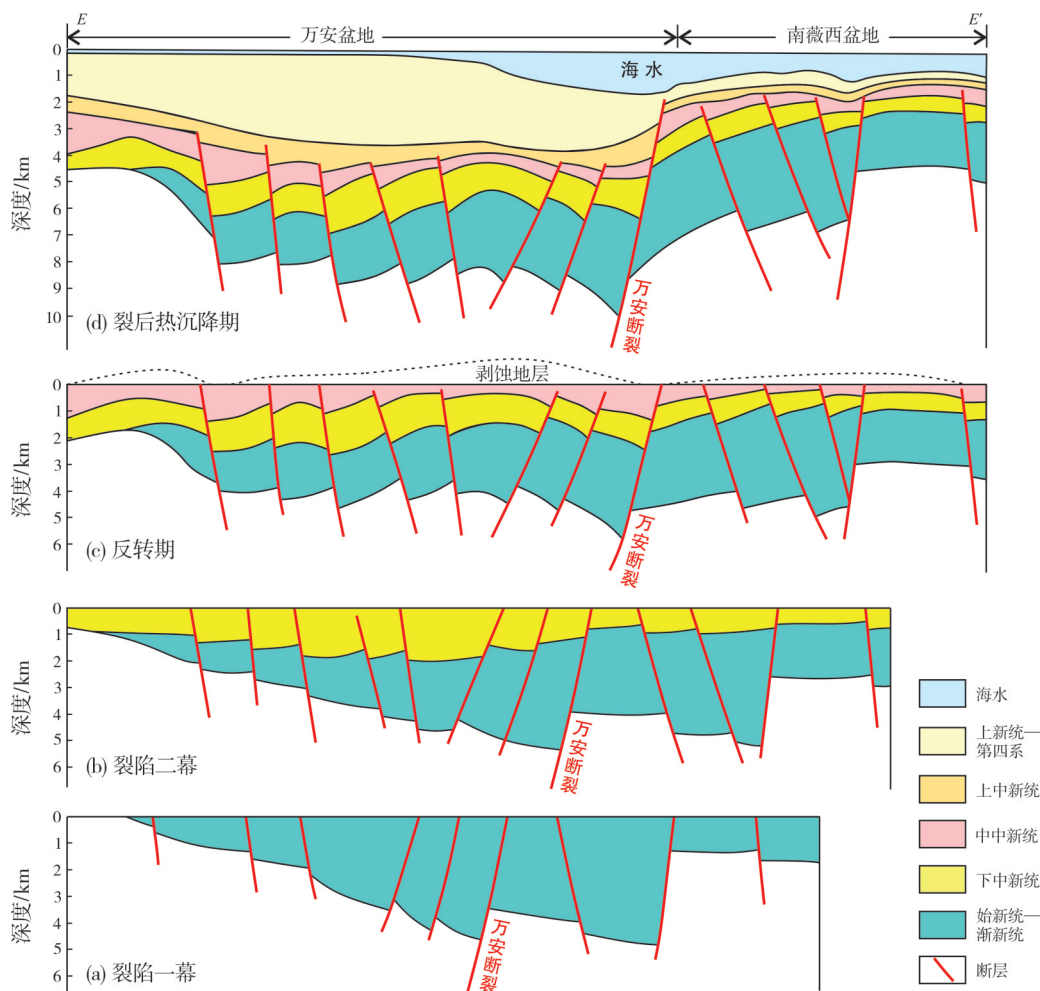 E
E′
万安盆地
南薇西盆地
0
1
2
3
4
5
6
7
8
9
10
深度/km
海水
万安断裂
(d) 裂后热沉降期
剥蚀地层
0
1
2
3
4
5
6
深度/km
万安断裂
(c) 反转期
0
1
2
3
4
5
6
深度/km
万安断裂
(b) 裂陷二幕
0
1
2
3
4
5
6
深度/km
万安断裂
(a) 裂陷一幕
海水
上新统—
第四系
上中新统
中中新统
下中新统
始新统—
渐新统
断层